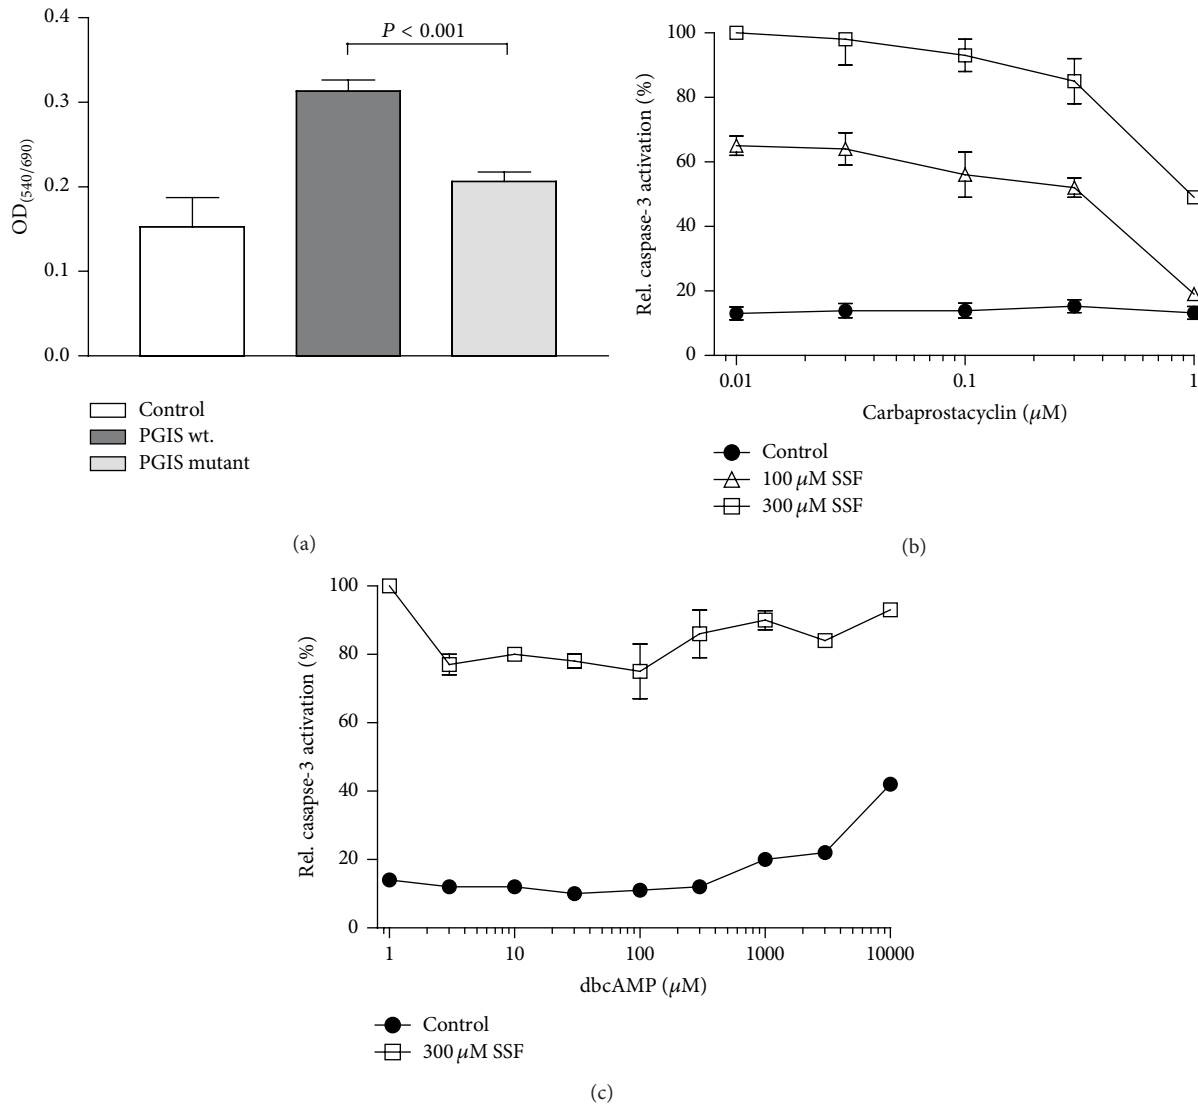 0.4
0.3
0.2
0.1
0.0
OD(540/690)
P < 0.001
Control
PGIS wt.
PGIS mutant
(a)
100
80
60
40
20
0
Rel. caspase-3 activation (%)
0.01 0.1 1
Carbaprostacyclin (μM)
Control
100 μM SSF
300 μM SSF
(b)
100
80
60
40
20
0
Rel. casapse-3 activation (%)
1 10 100 1000 10000
dbcAMP (μM)
Control
300 μM SSF
(c)